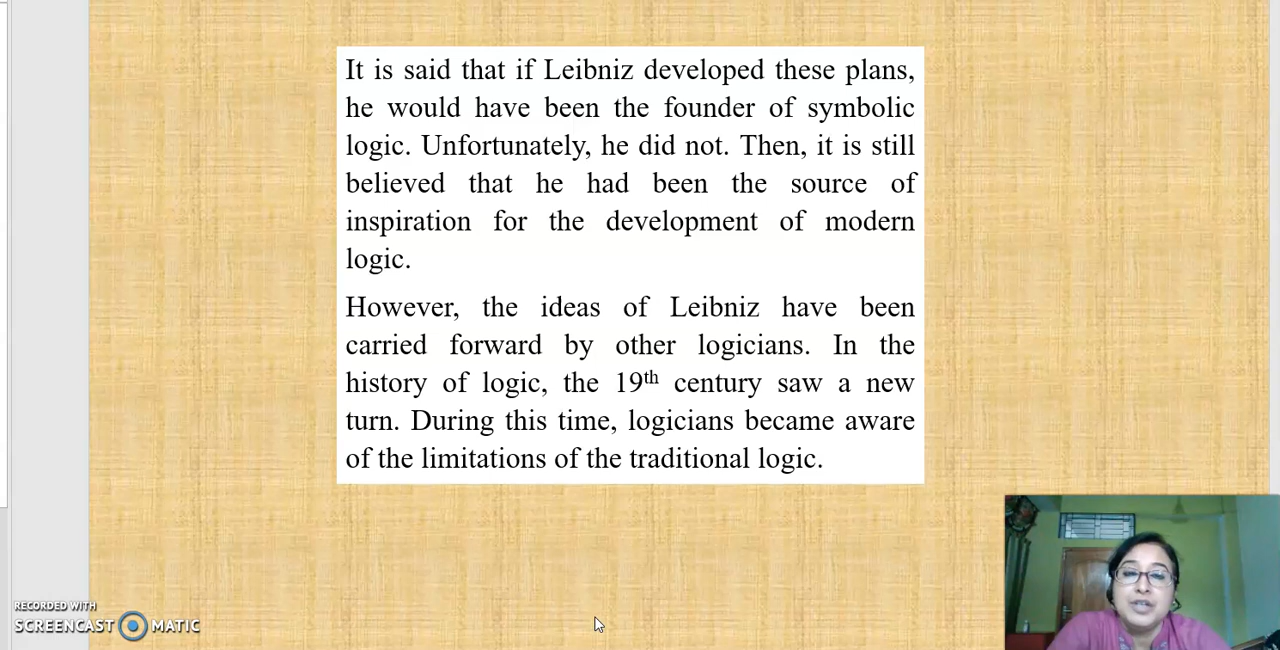 It is said that if Leibniz developed these plans,
he would have been the founder of symbolic
logic. Unfortunately, he did not. Then, it is still
believed that he had been the source of
inspiration for the development of modern
logic.
However, the ideas of Leibniz have been
carried forward by other logicians. In the
history of logic, the 19th century saw a new
turn. During this time, logicians became aware
of the limitations of the traditional logic.
RECORDED WITH
SCREENCAST MATIC